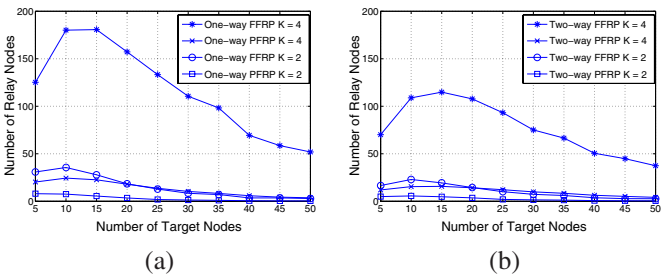 Number of Relay Nodes
200
150
100
50
0
5 10 15 20 25 30 35 40 45 50
Number of Target Nodes
One-way FFRP K = 4
One-way PFRP K = 4
One-way FFRP K = 2
One-way PFRP K = 2
(a)
Number of Relay Nodes
200
150
100
50
0
5 10 15 20 25 30 35 40 45 50
Number of Target Nodes
Two-way FFRP K = 4
Two-way PFRP K = 4
Two-way FFRP K = 2
Two-way PFRP K = 2
(b)